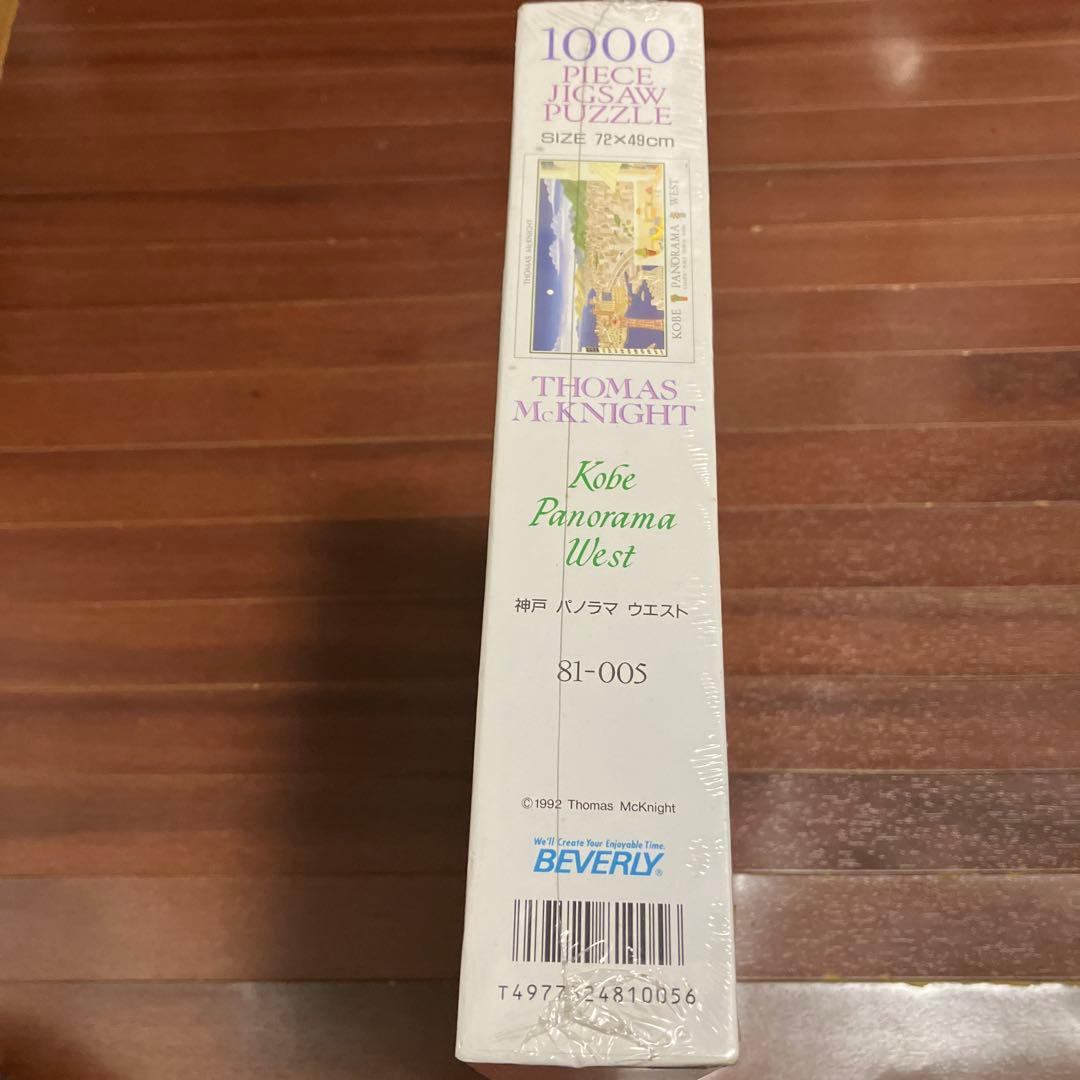 1000
PIECE
JIGSAW
PUZZLE
SIZE 72×49cm
THOMAS McKNIGHT
KOBE PANORAMA WEST
THOMAS
McKNIGHT
Kobe
Panorama
West
神戸 パノラマ ウエスト
81-005
©1992 Thomas McKnight
We'll Create Your Enjoyable Time.
BEVERLY®